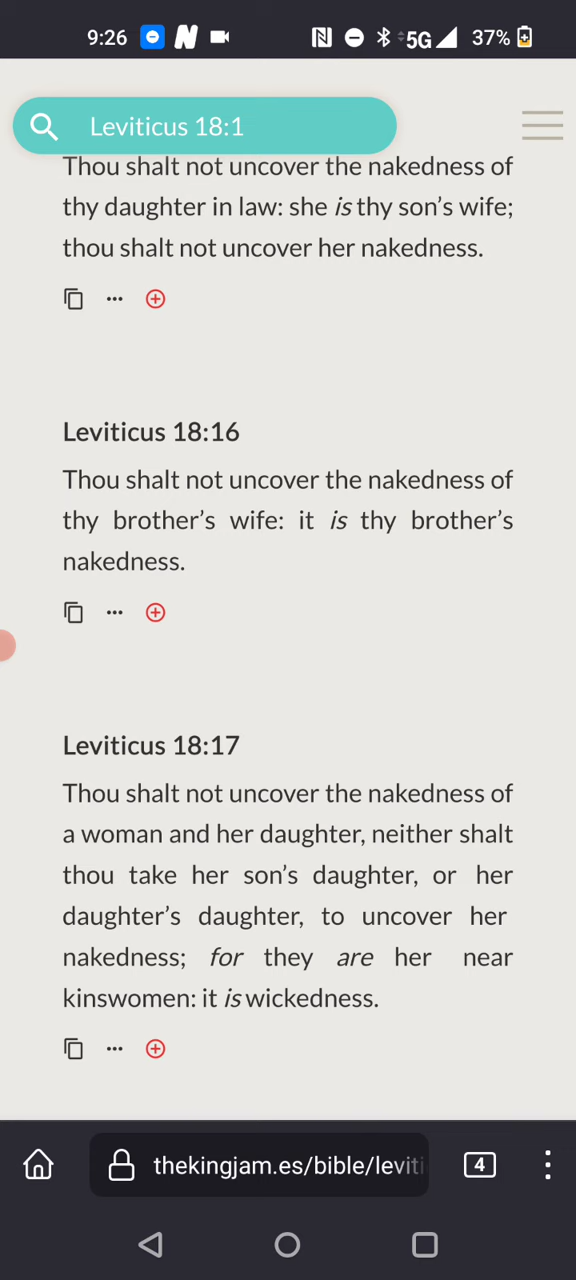 9:26
5G
37%
Leviticus 18:1
Thou shalt not uncover the nakedness of
thy daughter in law: she is thy son’s wife;
thou shalt not uncover her nakedness.
Leviticus 18:16
Thou shalt not uncover the nakedness of
thy brother’s wife: it is thy brother’s
nakedness.
Leviticus 18:17
Thou shalt not uncover the nakedness of
a woman and her daughter, neither shalt
thou take her son’s daughter, or her
daughter’s daughter, to uncover her
nakedness; for they are her near
kinswomen: it is wickedness.
thekingjam.es/bible/leviti
4